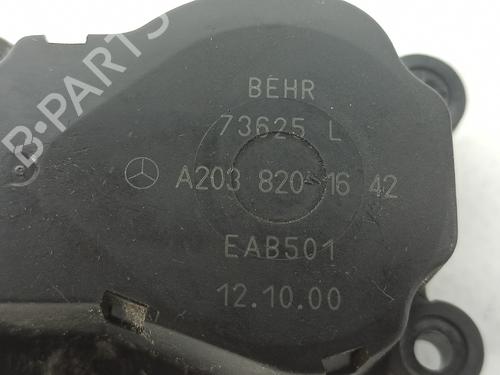 B-PARTS
BEHR
73625 L
A203 820 16 42
EAB501
12.10.00